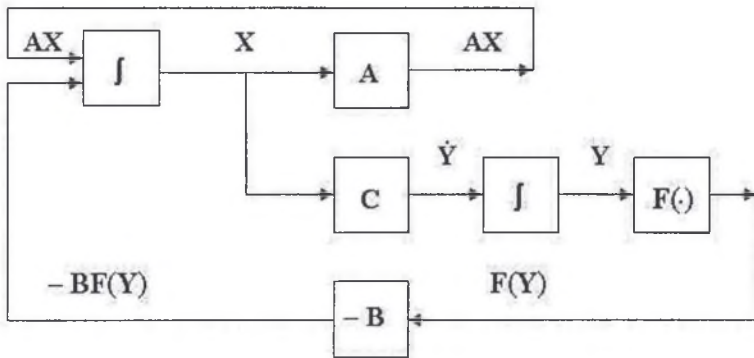 AX X AX
∫ A
Ẏ Y
C ∫ F(·)
– BF(Y) F(Y)
– B